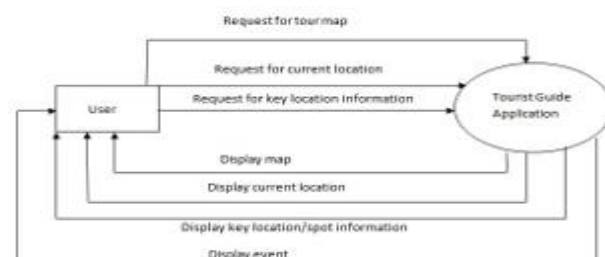 Request for tour map
Request for current location
Request for key location information
User
Tourist Guide
Application
Display map
Display current location
Display key location/spot information
Display event